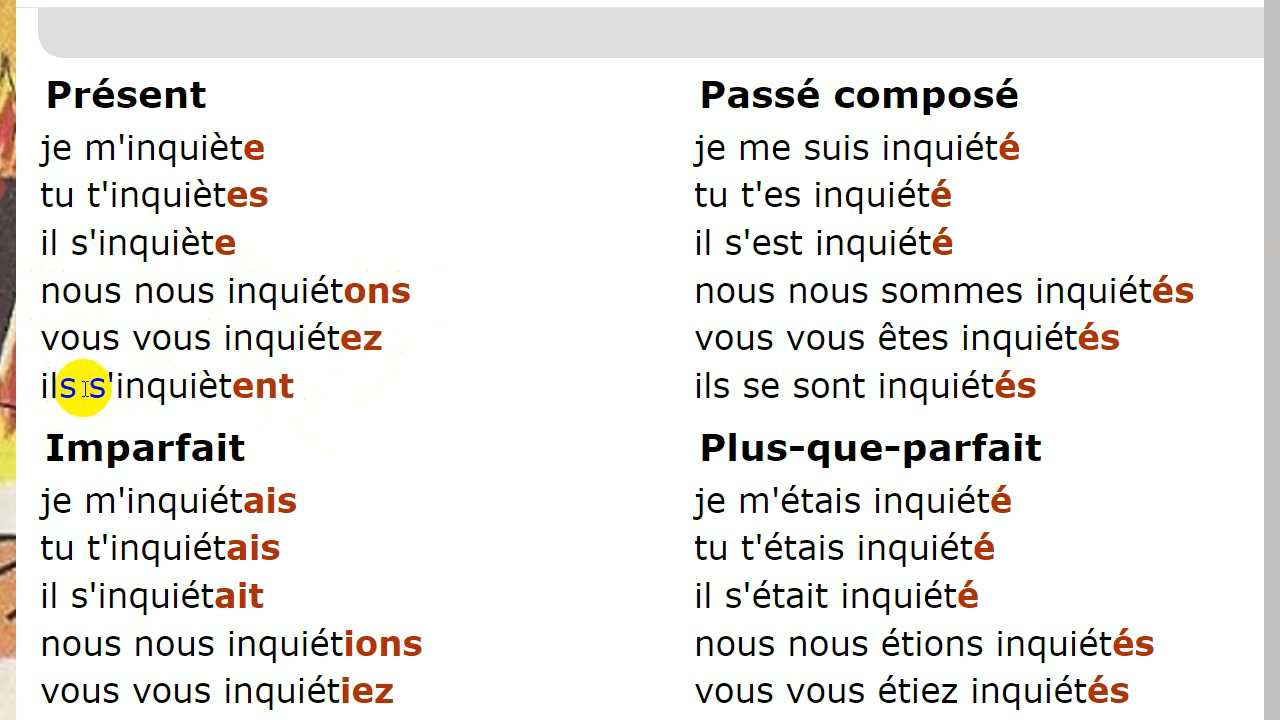 Présent
je m'inquiète
tu t'inquiètes
il s'inquiète
nous nous inquiétons
vous vous inquiétez
ils s'inquiètent
Imparfait
je m'inquiétais
tu t'inquiétais
il s'inquiétait
nous nous inquiétions
vous vous inquiétiez
Passé composé
je me suis inquiété
tu t'es inquiété
il s'est inquiété
nous nous sommes inquiétés
vous vous êtes inquiétés
ils se sont inquiétés
Plus-que-parfait
je m'étais inquiété
tu t'étais inquiété
il s'était inquiété
nous nous étions inquiétés
vous vous étiez inquiétés